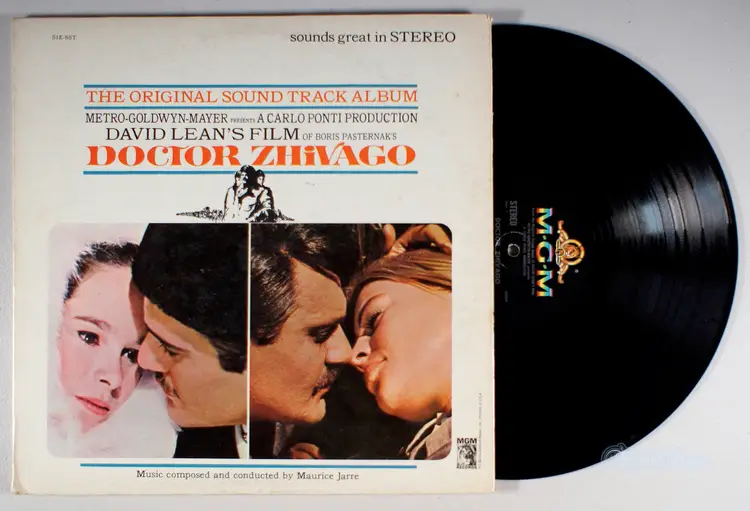 S1E-6ST
sounds great in STEREO
THE ORIGINAL SOUND TRACK ALBUM
METRO-GOLDWYN-MAYER PRESENTS A CARLO PONTI PRODUCTION
DAVID LEAN'S FILM OF BORIS PASTERNAK'S
DOCTOR ZHiVAGO
MGM
RECORDS
Music composed and conducted by Maurice Jarre
STEREO
M-G-M
DOCTOR ZHIVAGO